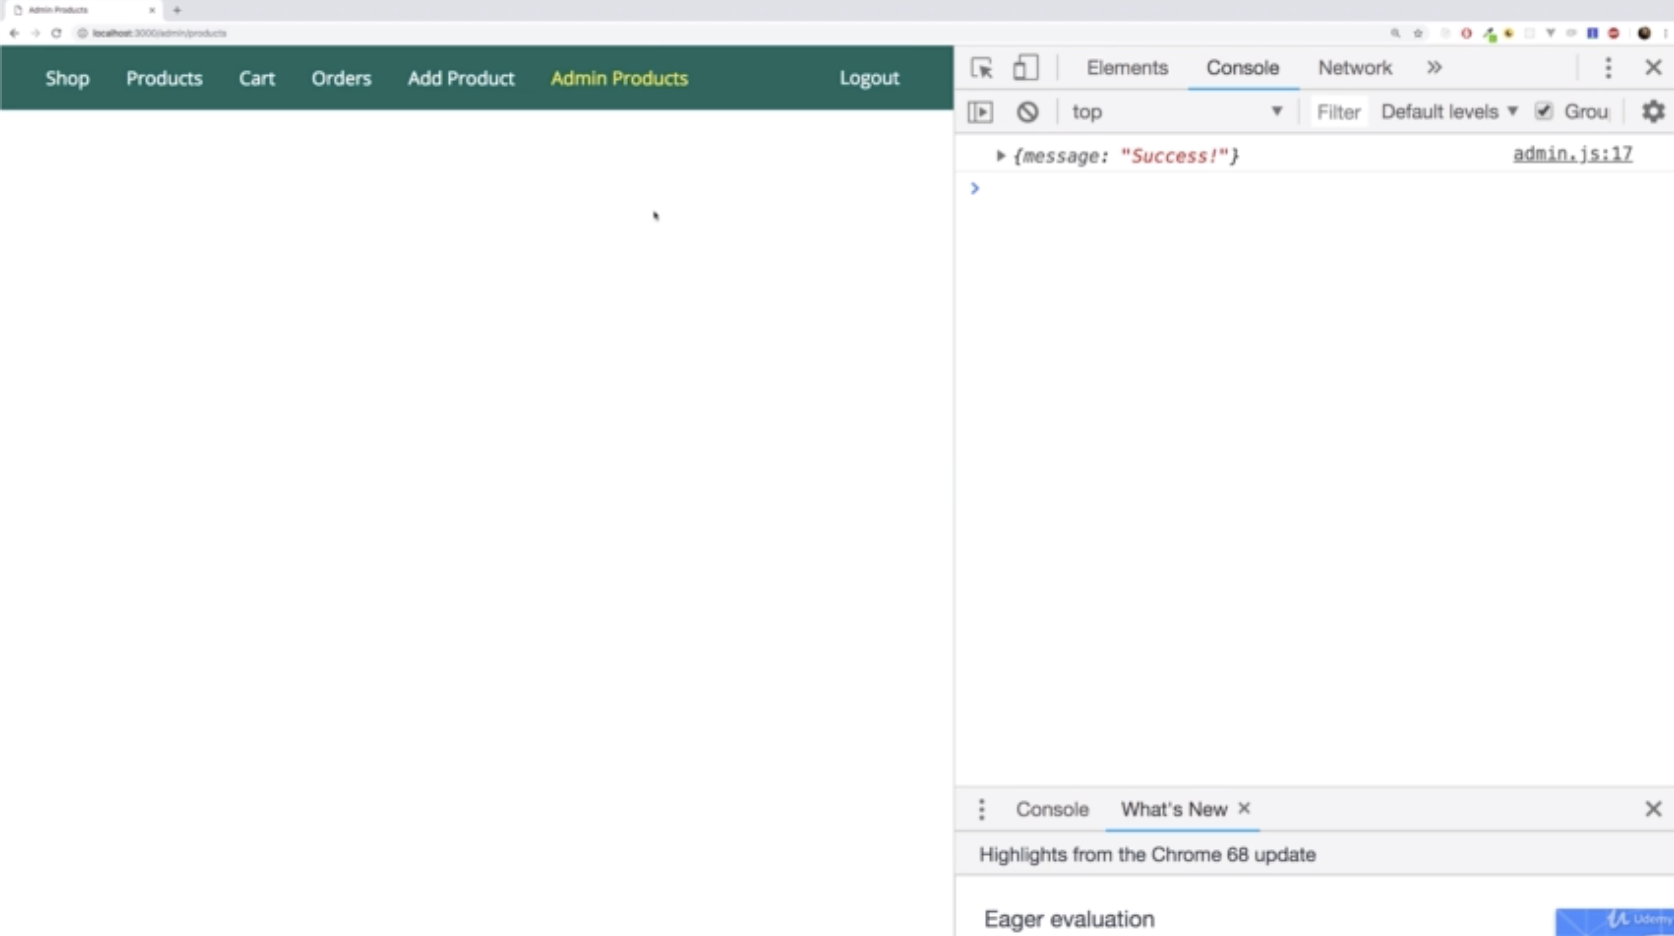 Admin Products
localhost:3000/admin/products
Shop Products Cart Orders Add Product Admin Products Logout
Elements Console Network
top Filter Default levels Grou
{message: "Success!"} admin.js:17
Console What's New
Highlights from the Chrome 68 update
Eager evaluation
Udemy